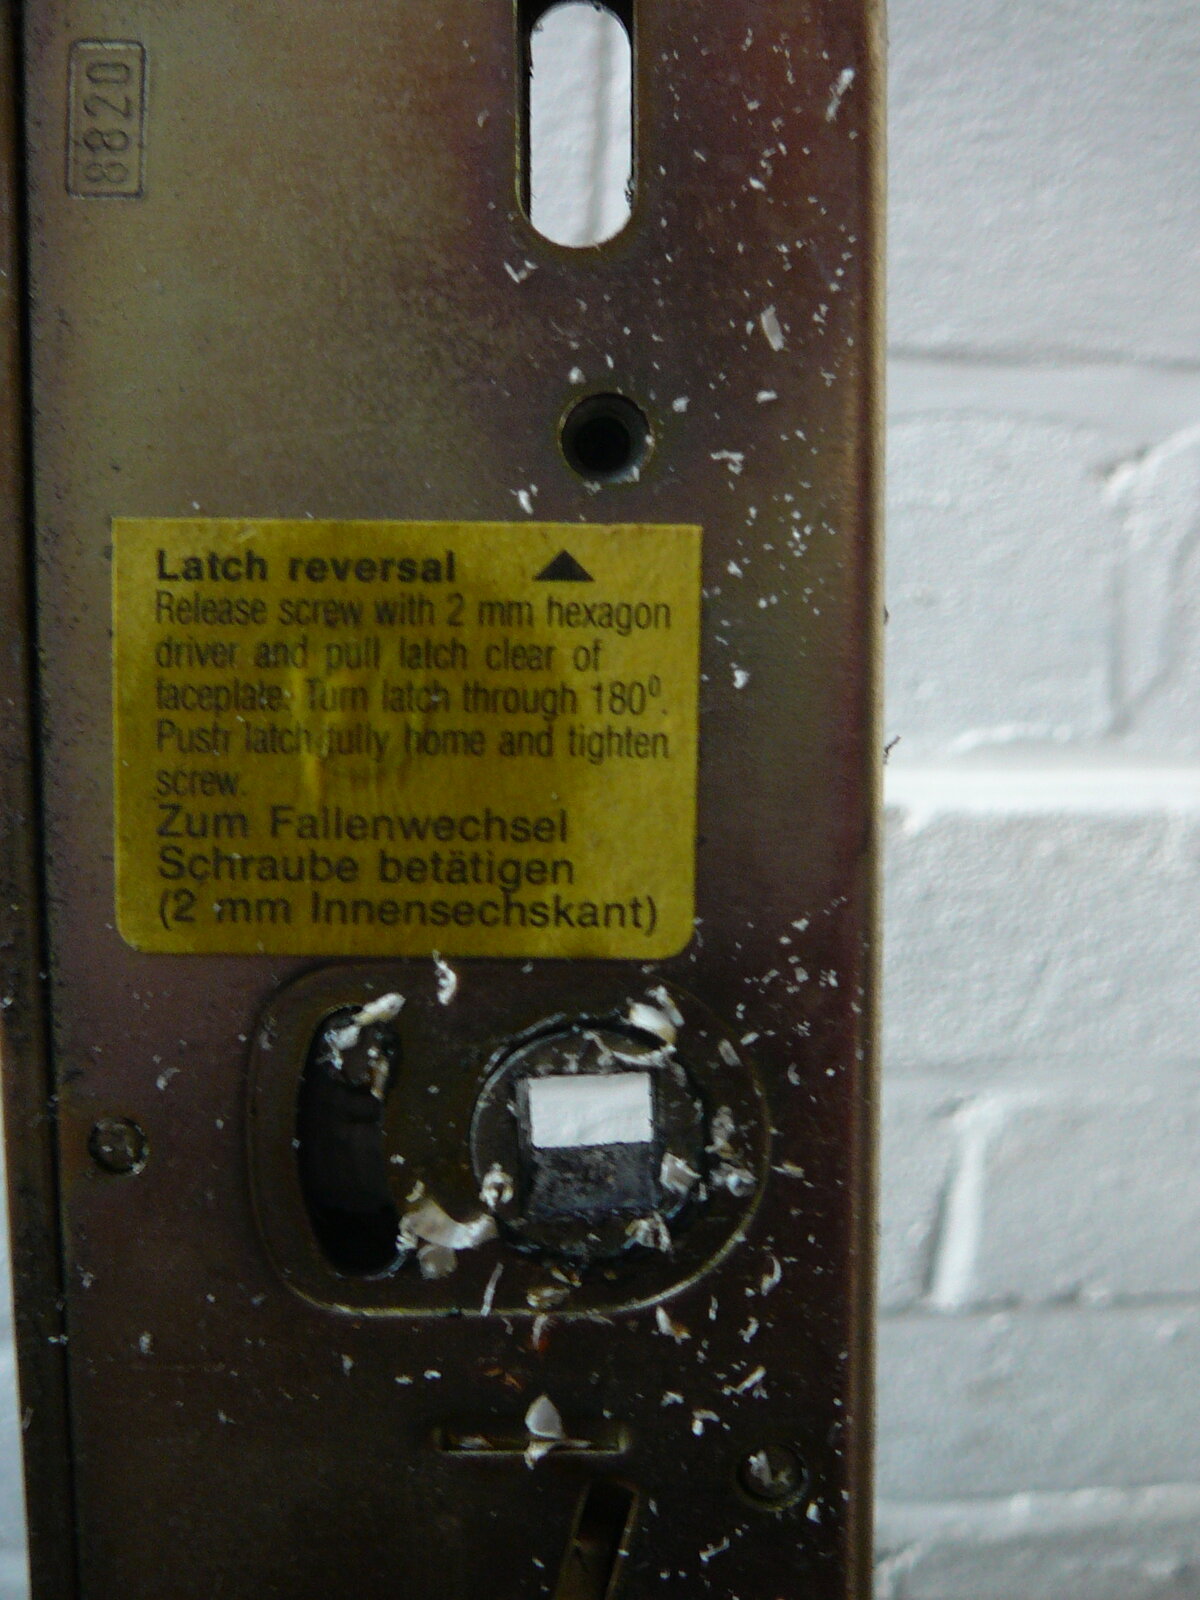 8820
Latch reversal ▲
Release screw with 2 mm hexagon
driver and pull latch clear of
faceplate. Turn latch through 180⁰.
Push latch fully home and tighten
screw.
Zum Fallenwechsel
Schraube betätigen
(2 mm Innensechskant)